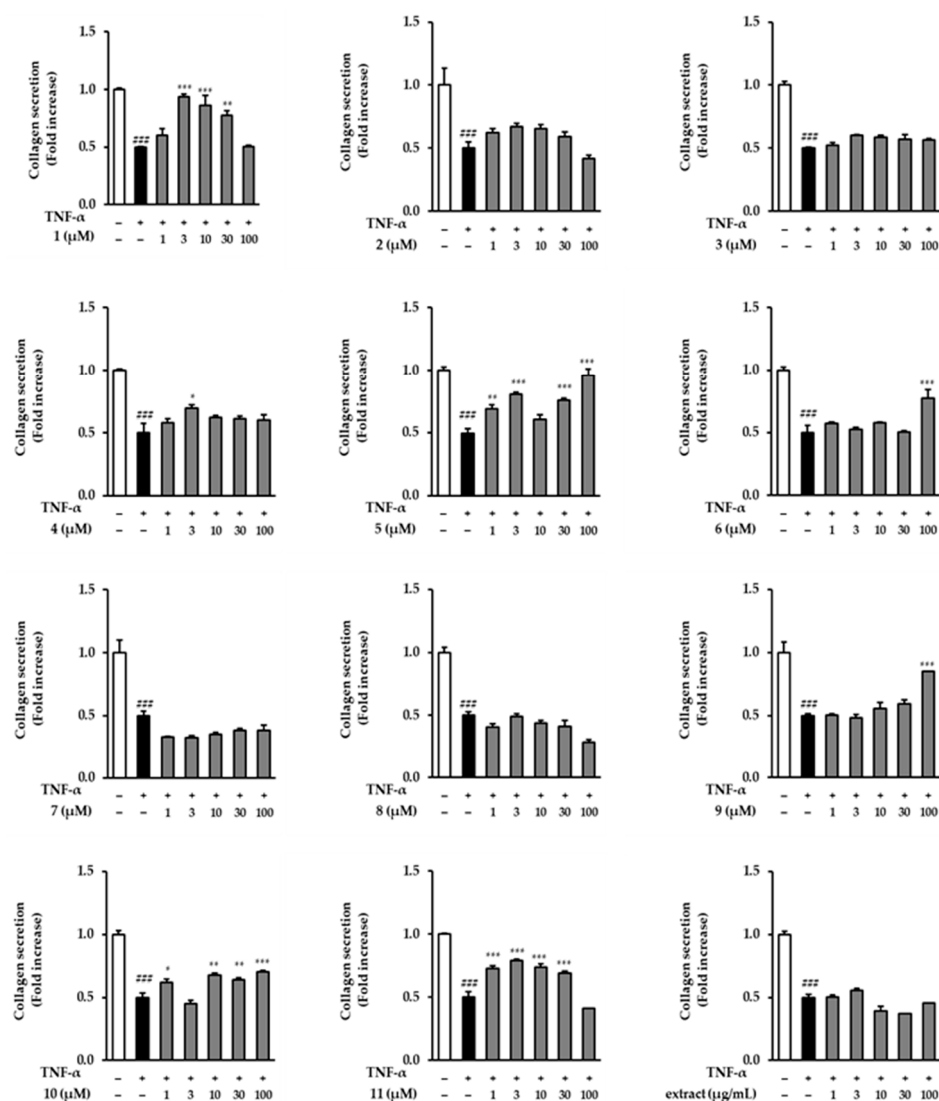 Collagen secretion
(Fold increase)
1.5
1.0
0.5
0.0
### *** *** **
TNF-α – + + + + + +
1 (μM) – – 1 3 10 30 100
Collagen secretion
(Fold increase)
1.5
1.0
0.5
0.0
###
TNF-α – + + + + + +
2 (μM) – – 1 3 10 30 100
Collagen secretion
(Fold increase)
1.5
1.0
0.5
0.0
###
TNF-α – + + + + + +
3 (μM) – – 1 3 10 30 100
Collagen secretion
(Fold increase)
1.5
1.0
0.5
0.0
### *
TNF-α – + + + + + +
4 (μM) – – 1 3 10 30 100
Collagen secretion
(Fold increase)
1.5
1.0
0.5
0.0
### ** *** *** ***
TNF-α – + + + + + +
5 (μM) – – 1 3 10 30 100
Collagen secretion
(Fold increase)
1.5
1.0
0.5
0.0
### ***
TNF-α – + + + + + +
6 (μM) – – 1 3 10 30 100
Collagen secretion
(Fold increase)
1.5
1.0
0.5
0.0
###
TNF-α – + + + + + +
7 (μM) – – 1 3 10 30 100
Collagen secretion
(Fold increase)
1.5
1.0
0.5
0.0
###
TNF-α – + + + + + +
8 (μM) – – 1 3 10 30 100
Collagen secretion
(Fold increase)
1.5
1.0
0.5
0.0
### ***
TNF-α – + + + + + +
9 (μM) – – 1 3 10 30 100
Collagen secretion
(Fold increase)
1.5
1.0
0.5
0.0
### * ** ** ***
TNF-α – + + + + + +
10 (μM) – – 1 3 10 30 100
Collagen secretion
(Fold increase)
1.5
1.0
0.5
0.0
### *** *** *** ***
TNF-α – + + + + + +
11 (μM) – – 1 3 10 30 100
Collagen secretion
(Fold increase)
1.5
1.0
0.5
0.0
###
TNF-α – + + + + + +
extract (μg/mL) – – 1 3 10 30 100